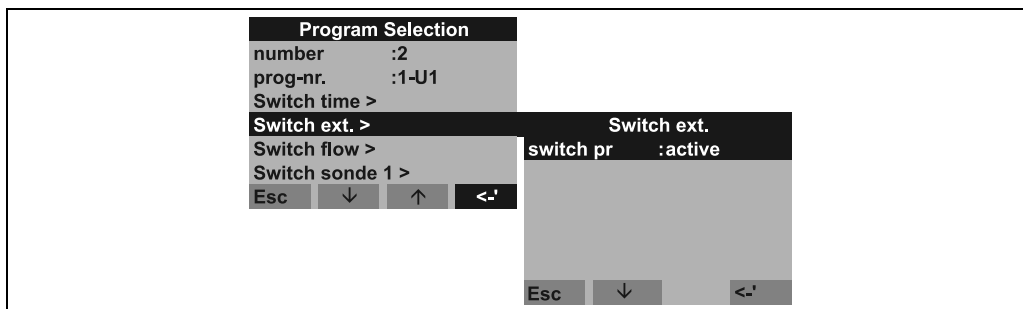 Program Selection
number :2
prog-nr. :1-U1
Switch time >
Switch ext. >
Switch flow >
Switch sonde 1 >
Esc ↓ ↑ <-'
Switch ext.
switch pr :active
Esc ↓ <-'